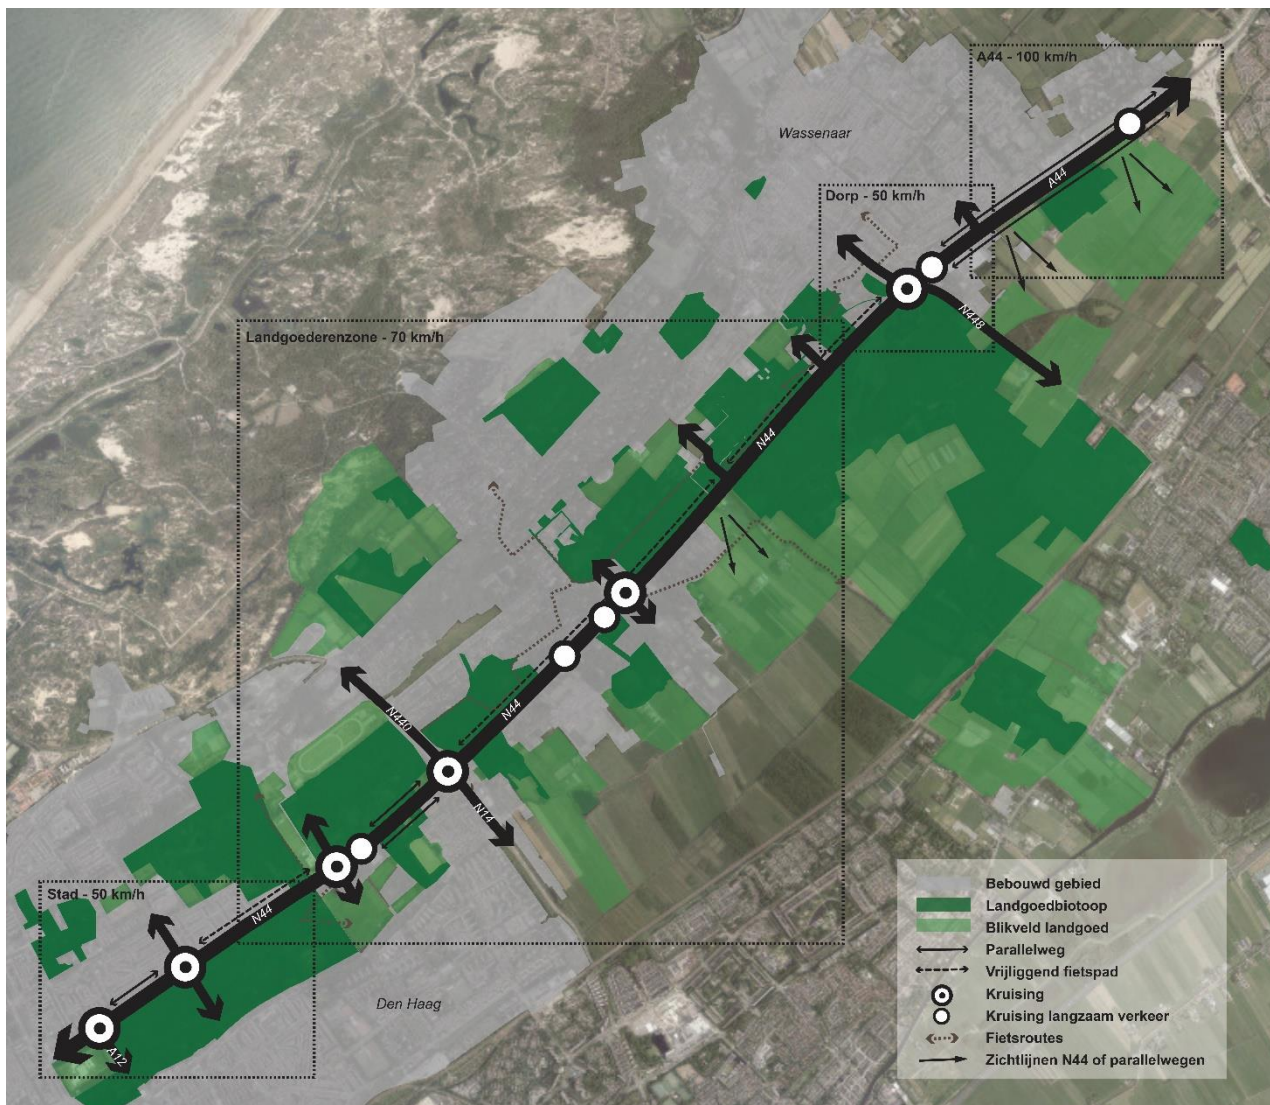 A44 - 100 km/h
Wassenaar
A44
Dorp - 50 km/h
N448
Landgoederenzone - 70 km/h
N44
N44
N440
N14
Stad - 50 km/h
N44
Den Haag
A12
Bebouwd gebied
Landgoedbiotoop
Blikveld landgoed
Parallelweg
Vrijliggend fietspad
Kruising
Kruising langzaam verkeer
Fietsroutes
Zichtlijnen N44 of parallelwegen